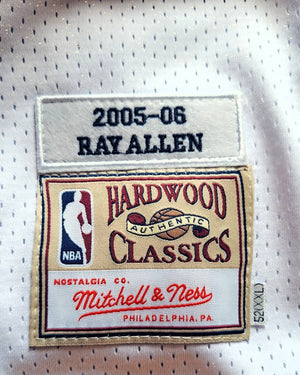 2005-06
RAY ALLEN
NBA
HARDWOOD
AUTHENTIC
CLASSICS
NOSTALGIA CO.
Mitchell & Ness
PHILADELPHIA, PA.
52(XXL)